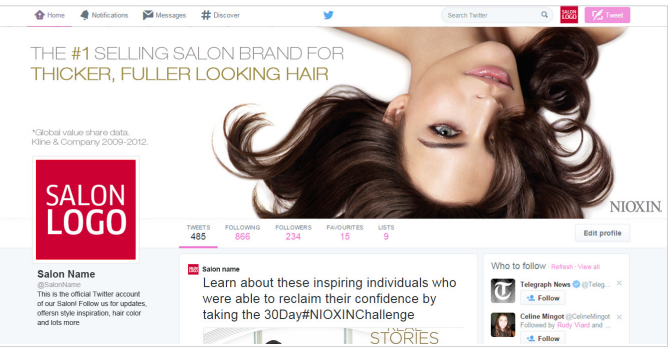 Home Notifications Messages # Discover Search Twitter SALON LOGO Tweet
THE #1 SELLING SALON BRAND FOR
THICKER, FULLER LOOKING HAIR
*Global value share data.
Kline & Company 2009-2012.
SALON
LOGO
NIOXIN
TWEETS FOLLOWING FOLLOWERS FAVOURITES LISTS
485 866 234 15 9
Edit profile
Salon Name
@SalonName
This is the official Twitter account
of our Salon! Follow us for updates,
offersn style inspiration, hair color
and lots more
Salon name
Learn about these inspiring individuals who
were able to reclaim their confidence by
taking the 30Day#NIOXINChallenge
REAL
STORIES
Who to follow · Refresh · View all
Telegraph News @Teleg...
Follow
Celine Mingot @CelineMingot
Followed by Rudy Viard and ...
Follow